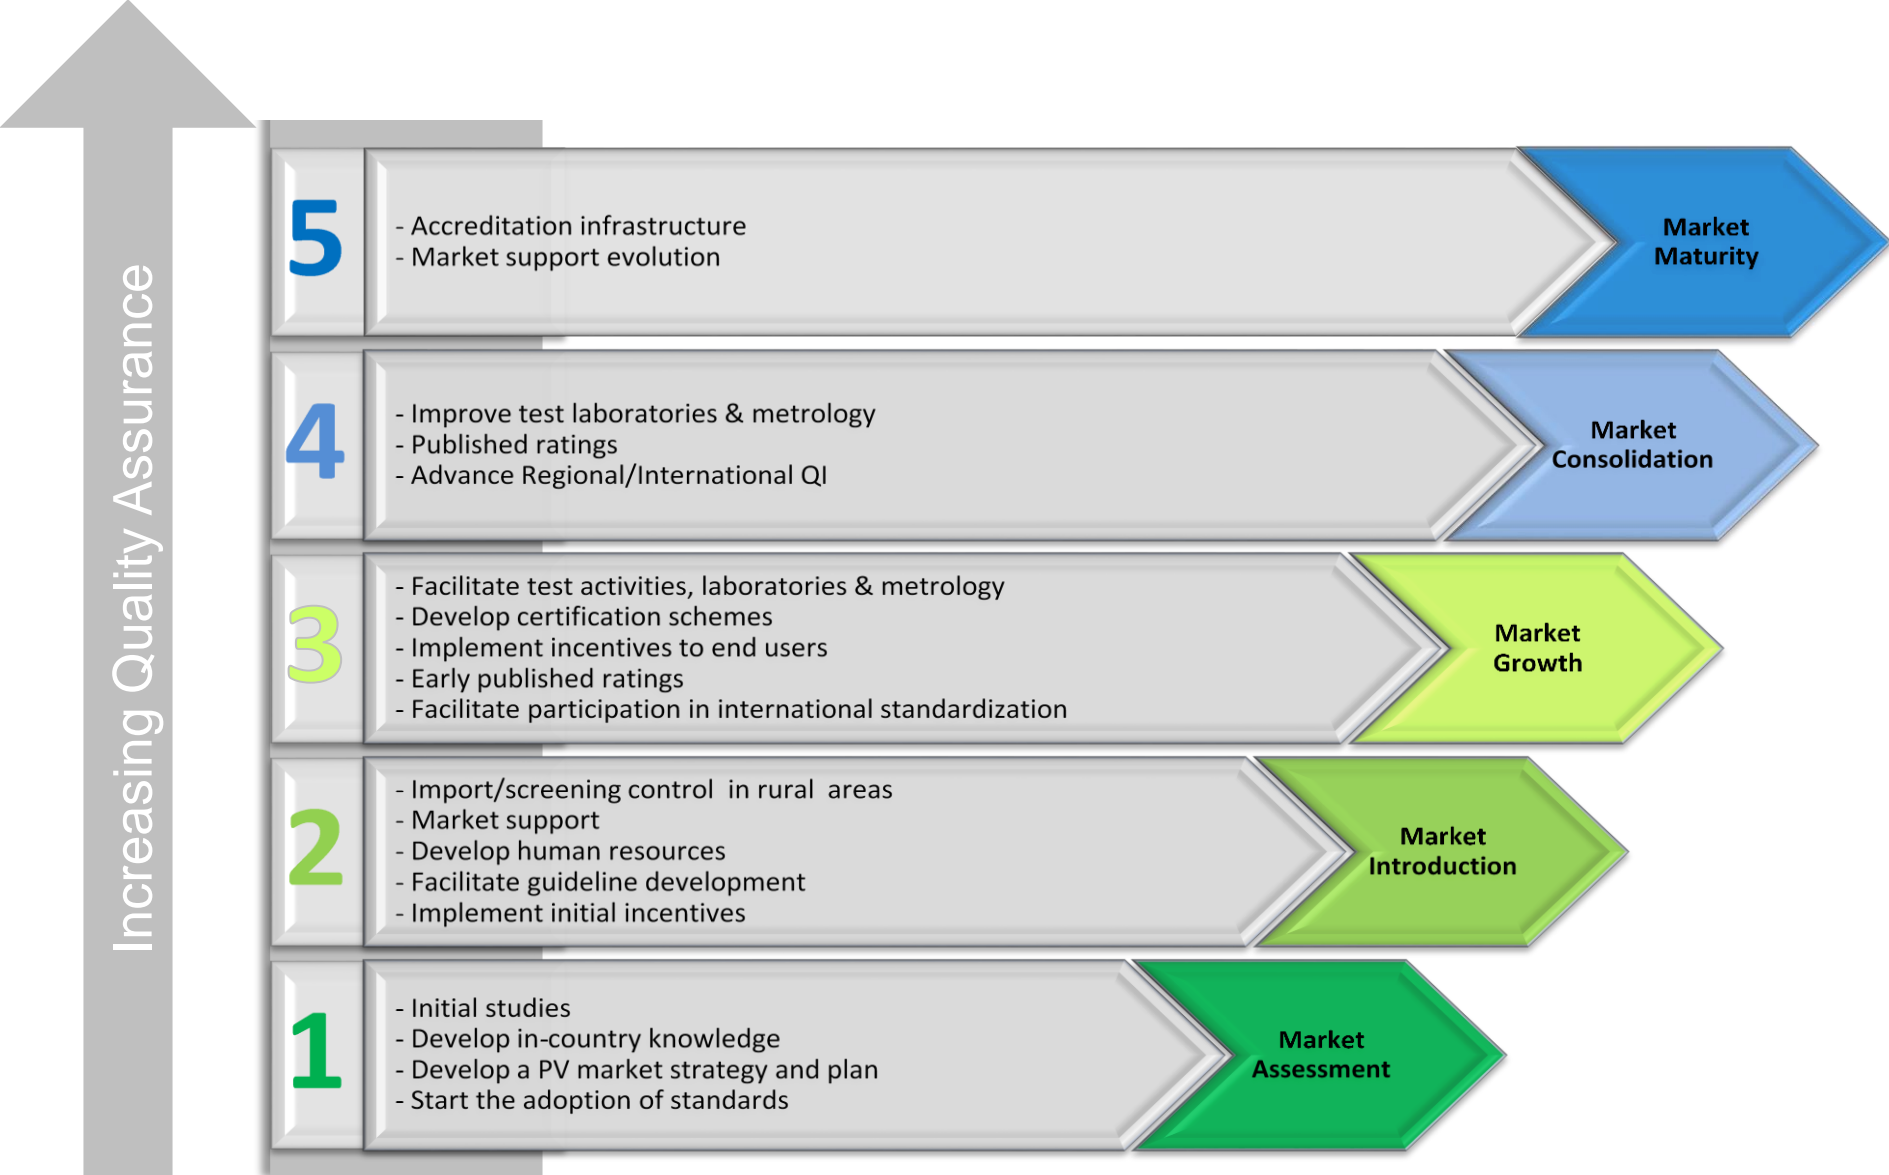 Increasing Quality Assurance
5
- Accreditation infrastructure
- Market support evolution
Market
Maturity
4
- Improve test laboratories & metrology
- Published ratings
- Advance Regional/International QI
Market
Consolidation
3
- Facilitate test activities, laboratories & metrology
- Develop certification schemes
- Implement incentives to end users
- Early published ratings
- Facilitate participation in international standardization
Market
Growth
2
- Import/screening control  in rural  areas
- Market support
- Develop human resources
- Facilitate guideline development
- Implement initial incentives
Market
Introduction
1
- Initial studies
- Develop in-country knowledge
- Develop a PV market strategy and plan
- Start the adoption of standards
Market
Assessment